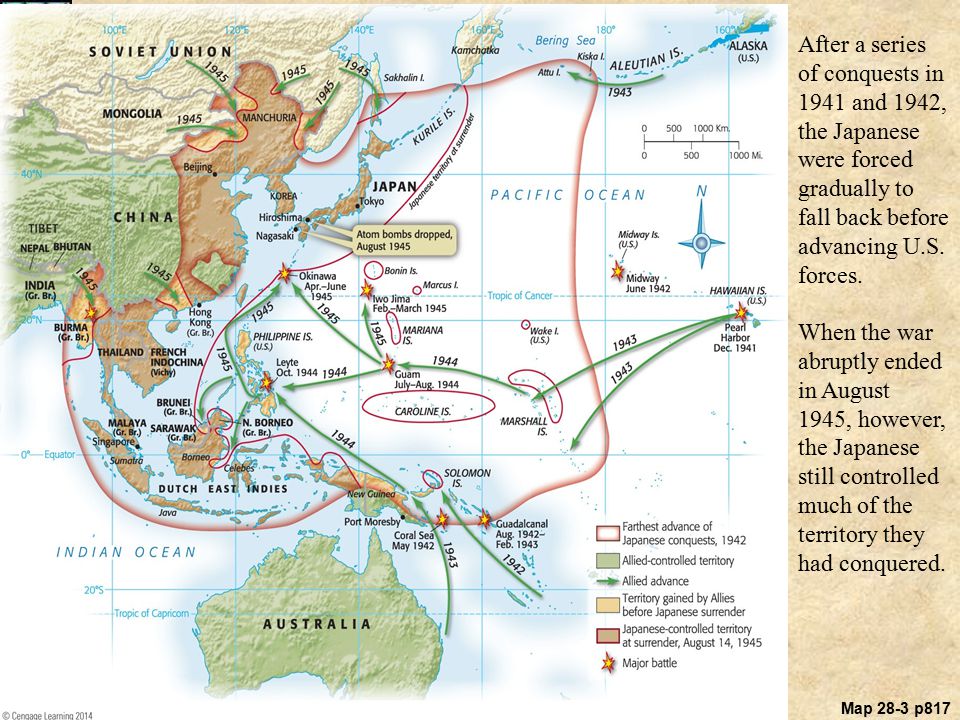 100°E
120°E
140°E
160°E
180°
160°W
SOVIET UNION
1945
1945
1945
1945
1945
MONGOLIA
MANCHURIA
Sakhalin I.
Kamchatka
Bering Sea
Attu I.
Kiska I.
ALEUTIAN IS.
ALASKA
(U.S.)
1943
KURILE IS.
Japanese territory at surrender
0 500 1000 Km.
0 500 1000 Mi.
40°N
40°N
Beijing
KOREA
JAPAN
Tokyo
Hiroshima
Nagasaki
Atom bombs dropped,
August 1945
PACIFIC OCEAN
N
CHINA
TIBET
NEPAL
BHUTAN
INDIA
(Gr. Br.)
1945
1945
BURMA
(Gr. Br.)
20°N
20°N
Hong
Kong
(Gr. Br.)
Okinawa
Apr.–June
1945
Bonin Is.
Iwo Jima
Feb.–March 1945
Marcus I.
Midway Is.
(U.S.)
Midway
June 1942
Tropic of Cancer
HAWAIIAN IS.
(U.S.)
Pearl
Harbor
Dec. 1941
Wake I.
(U.S.)
MARIANA
IS.
1945
1945
1945
1945
PHILIPPINE IS.
(U.S.)
Leyte
Oct. 1944
1944
1944
Guam
July–Aug. 1944
1943
1943
THAILAND
FRENCH
INDOCHINA
(Vichy)
BRUNEI
(Gr. Br.)
MALAYA
(Gr. Br.)
SARAWAK
(Gr. Br.)
N. BORNEO
(Gr. Br.)
Singapore
CAROLINE IS.
MARSHALL
IS.
1944
0° Equator
0°
Sumatra
Borneo
Celebes
DUTCH EAST INDIES
Java
New Guinea
SOLOMON
IS.
Port Moresby
Coral Sea
May 1942
Guadalcanal
Aug. 1942–
Feb. 1943
1943
1942
INDIAN OCEAN
20°S
20°S
Tropic of Capricorn
AUSTRALIA
Farthest advance of
Japanese conquests, 1942
Allied-controlled territory
Allied advance
Territory gained by Allies
before Japanese surrender
Japanese-controlled territory
at surrender, August 14, 1945
Major battle
© Cengage Learning 2014
After a series
of conquests in
1941 and 1942,
the Japanese
were forced
gradually to
fall back before
advancing U.S.
forces.
When the war
abruptly ended
in August
1945, however,
the Japanese
still controlled
much of the
territory they
had conquered.
Map 28-3 p817